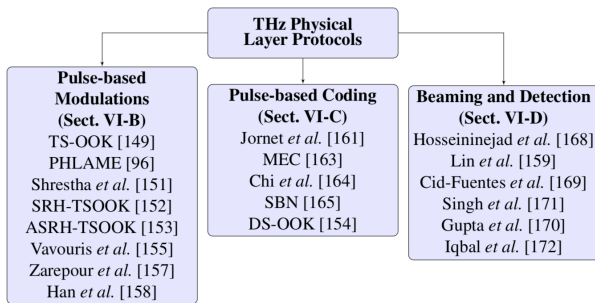 THz Physical
Layer Protocols
Pulse-based
Modulations
(Sect. VI-B)
TS-OOK [149]
PHLAME [96]
Shrestha et al. [151]
SRH-TSOOK [152]
ASRH-TSOOK [153]
Vavouris et al. [155]
Zarepour et al. [157]
Han et al. [158]
Pulse-based Coding
(Sect. VI-C)
Jornet et al. [161]
MEC [163]
Chi et al. [164]
SBN [165]
DS-OOK [154]
Beaming and Detection
(Sect. VI-D)
Hosseininejad et al. [168]
Lin et al. [159]
Cid-Fuentes et al. [169]
Singh et al. [171]
Gupta et al. [170]
Iqbal et al. [172]